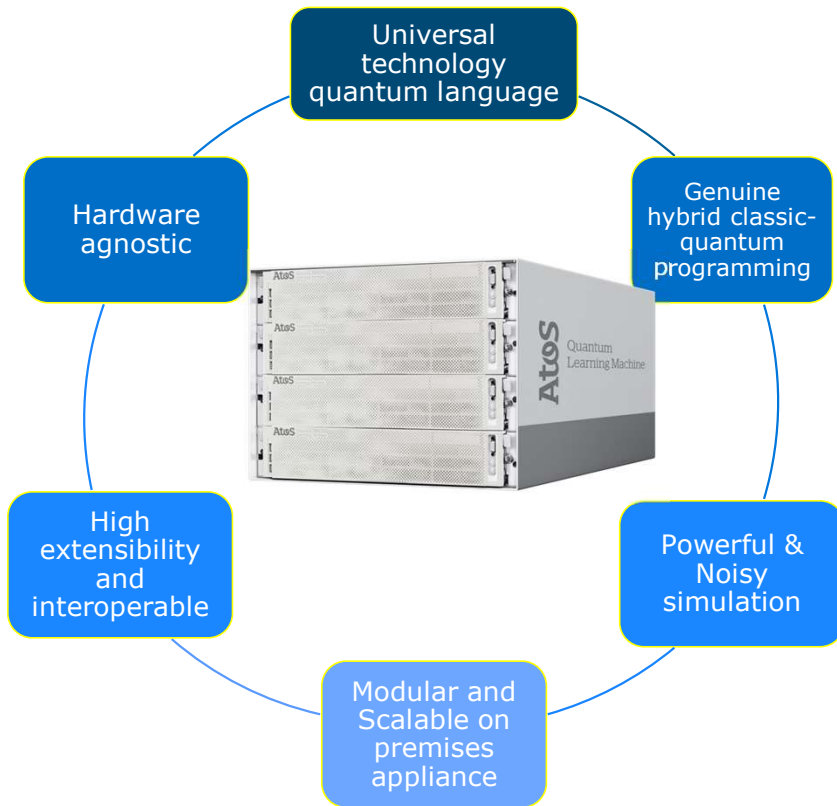 Universal
technology
quantum language
Genuine
hybrid classic-
quantum
programming
Hardware
agnostic
Atos
Atos
Atos
Atos
Atos
Quantum
Learning Machine
High
extensibility
and
interoperable
Powerful &
Noisy
simulation
Modular and
Scalable on
premises
appliance